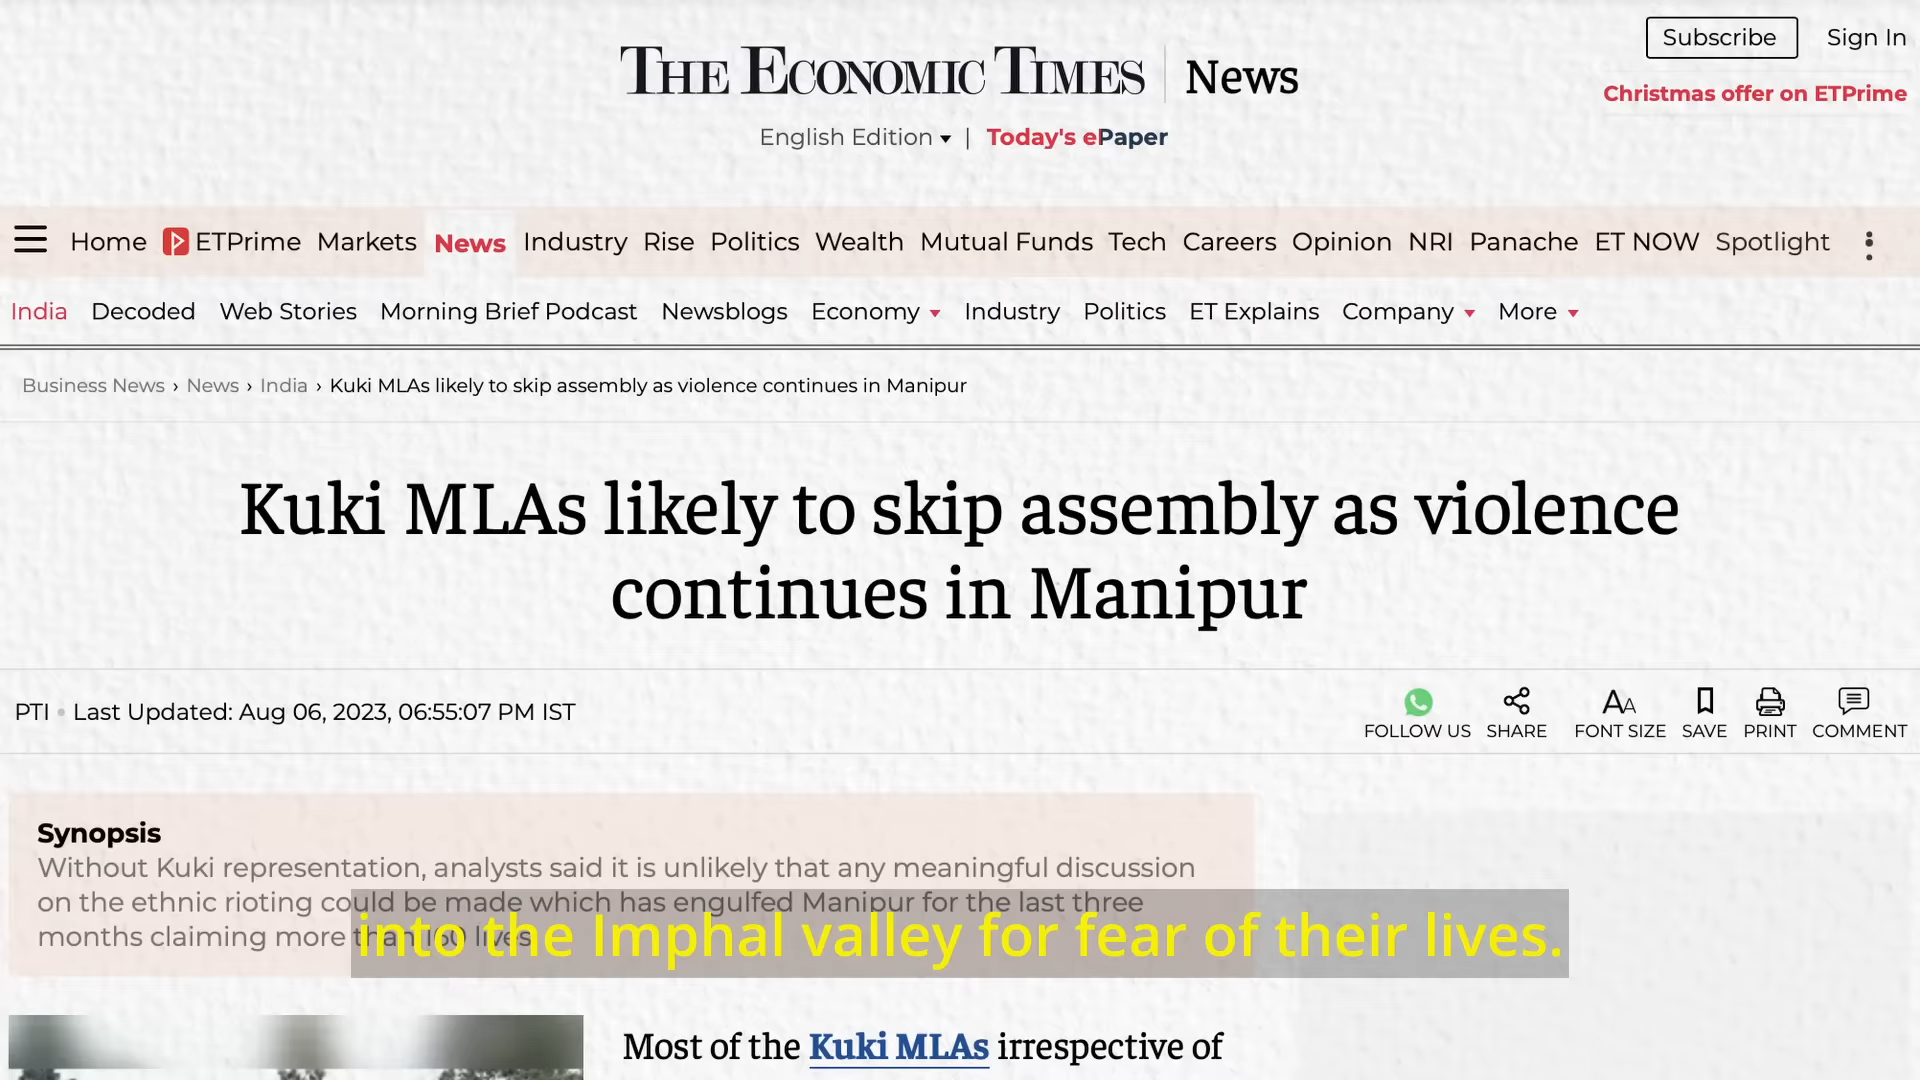 Subscribe Sign In
THE ECONOMIC TIMES | News
Christmas offer on ETPrime
English Edition | Today's ePaper
Home ETPrime Markets News Industry Rise Politics Wealth Mutual Funds Tech Careers Opinion NRI Panache ET NOW Spotlight
India Decoded Web Stories Morning Brief Podcast Newsblogs Economy Industry Politics ET Explains Company More
Business News › News › India › Kuki MLAs likely to skip assembly as violence continues in Manipur
Kuki MLAs likely to skip assembly as violence
continues in Manipur
PTI • Last Updated: Aug 06, 2023, 06:55:07 PM IST
FOLLOW US SHARE FONT SIZE SAVE PRINT COMMENT
Synopsis
Without Kuki representation, analysts said it is unlikely that any meaningful discussion
on the ethnic rioting could be made which has engulfed Manipur for the last three
months claiming more than 160 lives
into the Imphal valley for fear of their lives.
Most of the Kuki MLAs irrespective of